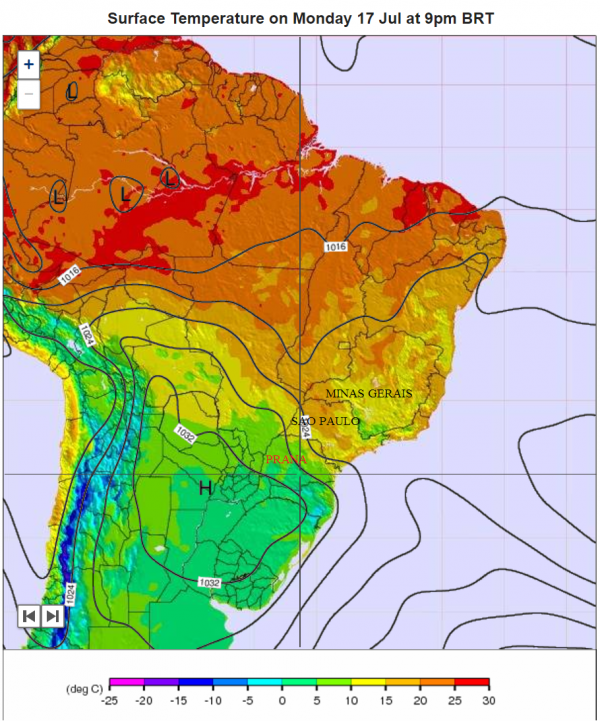 Surface Temperature on Monday 17 Jul at 9pm BRT
+
−
L
L
L
L
1016
1016
1024
MINAS GERAIS
SAO PAULO
1024
1032
PRANA
H
1032
1024
(deg C)
-25 -20 -15 -10 -5 0 5 10 15 20 25 30